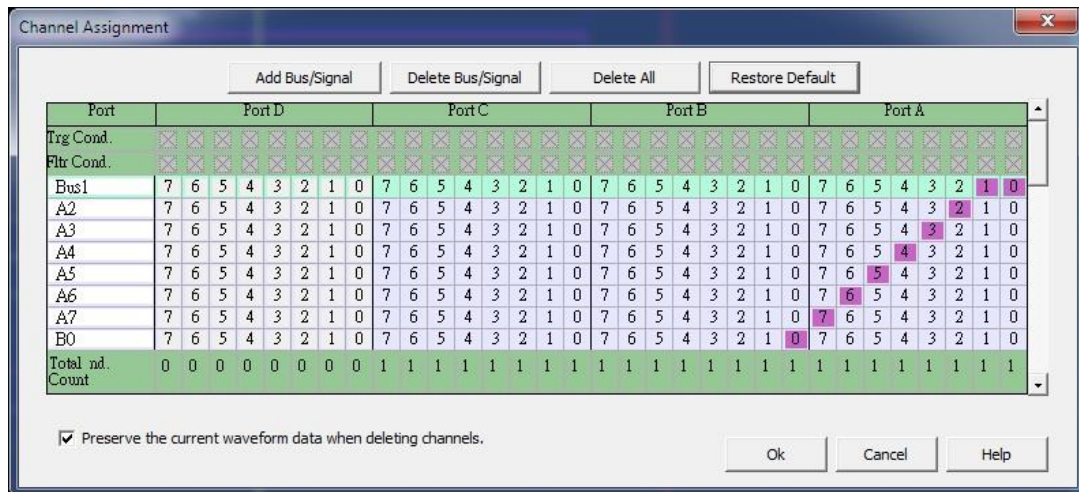 Channel Assignment
Add Bus/Signal Delete Bus/Signal Delete All Restore Default
Port Port D Port C Port B Port A
Trg Cond.
Fltr Cond.
Bus1 7 6 5 4 3 2 1 0 7 6 5 4 3 2 1 0 7 6 5 4 3 2 1 0 7 6 5 4 3 2 1 0
A2 7 6 5 4 3 2 1 0 7 6 5 4 3 2 1 0 7 6 5 4 3 2 1 0 7 6 5 4 3 2 1 0
A3 7 6 5 4 3 2 1 0 7 6 5 4 3 2 1 0 7 6 5 4 3 2 1 0 7 6 5 4 3 2 1 0
A4 7 6 5 4 3 2 1 0 7 6 5 4 3 2 1 0 7 6 5 4 3 2 1 0 7 6 5 4 3 2 1 0
A5 7 6 5 4 3 2 1 0 7 6 5 4 3 2 1 0 7 6 5 4 3 2 1 0 7 6 5 4 3 2 1 0
A6 7 6 5 4 3 2 1 0 7 6 5 4 3 2 1 0 7 6 5 4 3 2 1 0 7 6 5 4 3 2 1 0
A7 7 6 5 4 3 2 1 0 7 6 5 4 3 2 1 0 7 6 5 4 3 2 1 0 7 6 5 4 3 2 1 0
B0 7 6 5 4 3 2 1 0 7 6 5 4 3 2 1 0 7 6 5 4 3 2 1 0 7 6 5 4 3 2 1 0
Total nd.. 0 0 0 0 0 0 0 0 1 1 1 1 1 1 1 1 1 1 1 1 1 1 1 1 1 1 1 1 1 1 1 1
Count
Preserve the current waveform data when deleting channels.
Ok Cancel Help